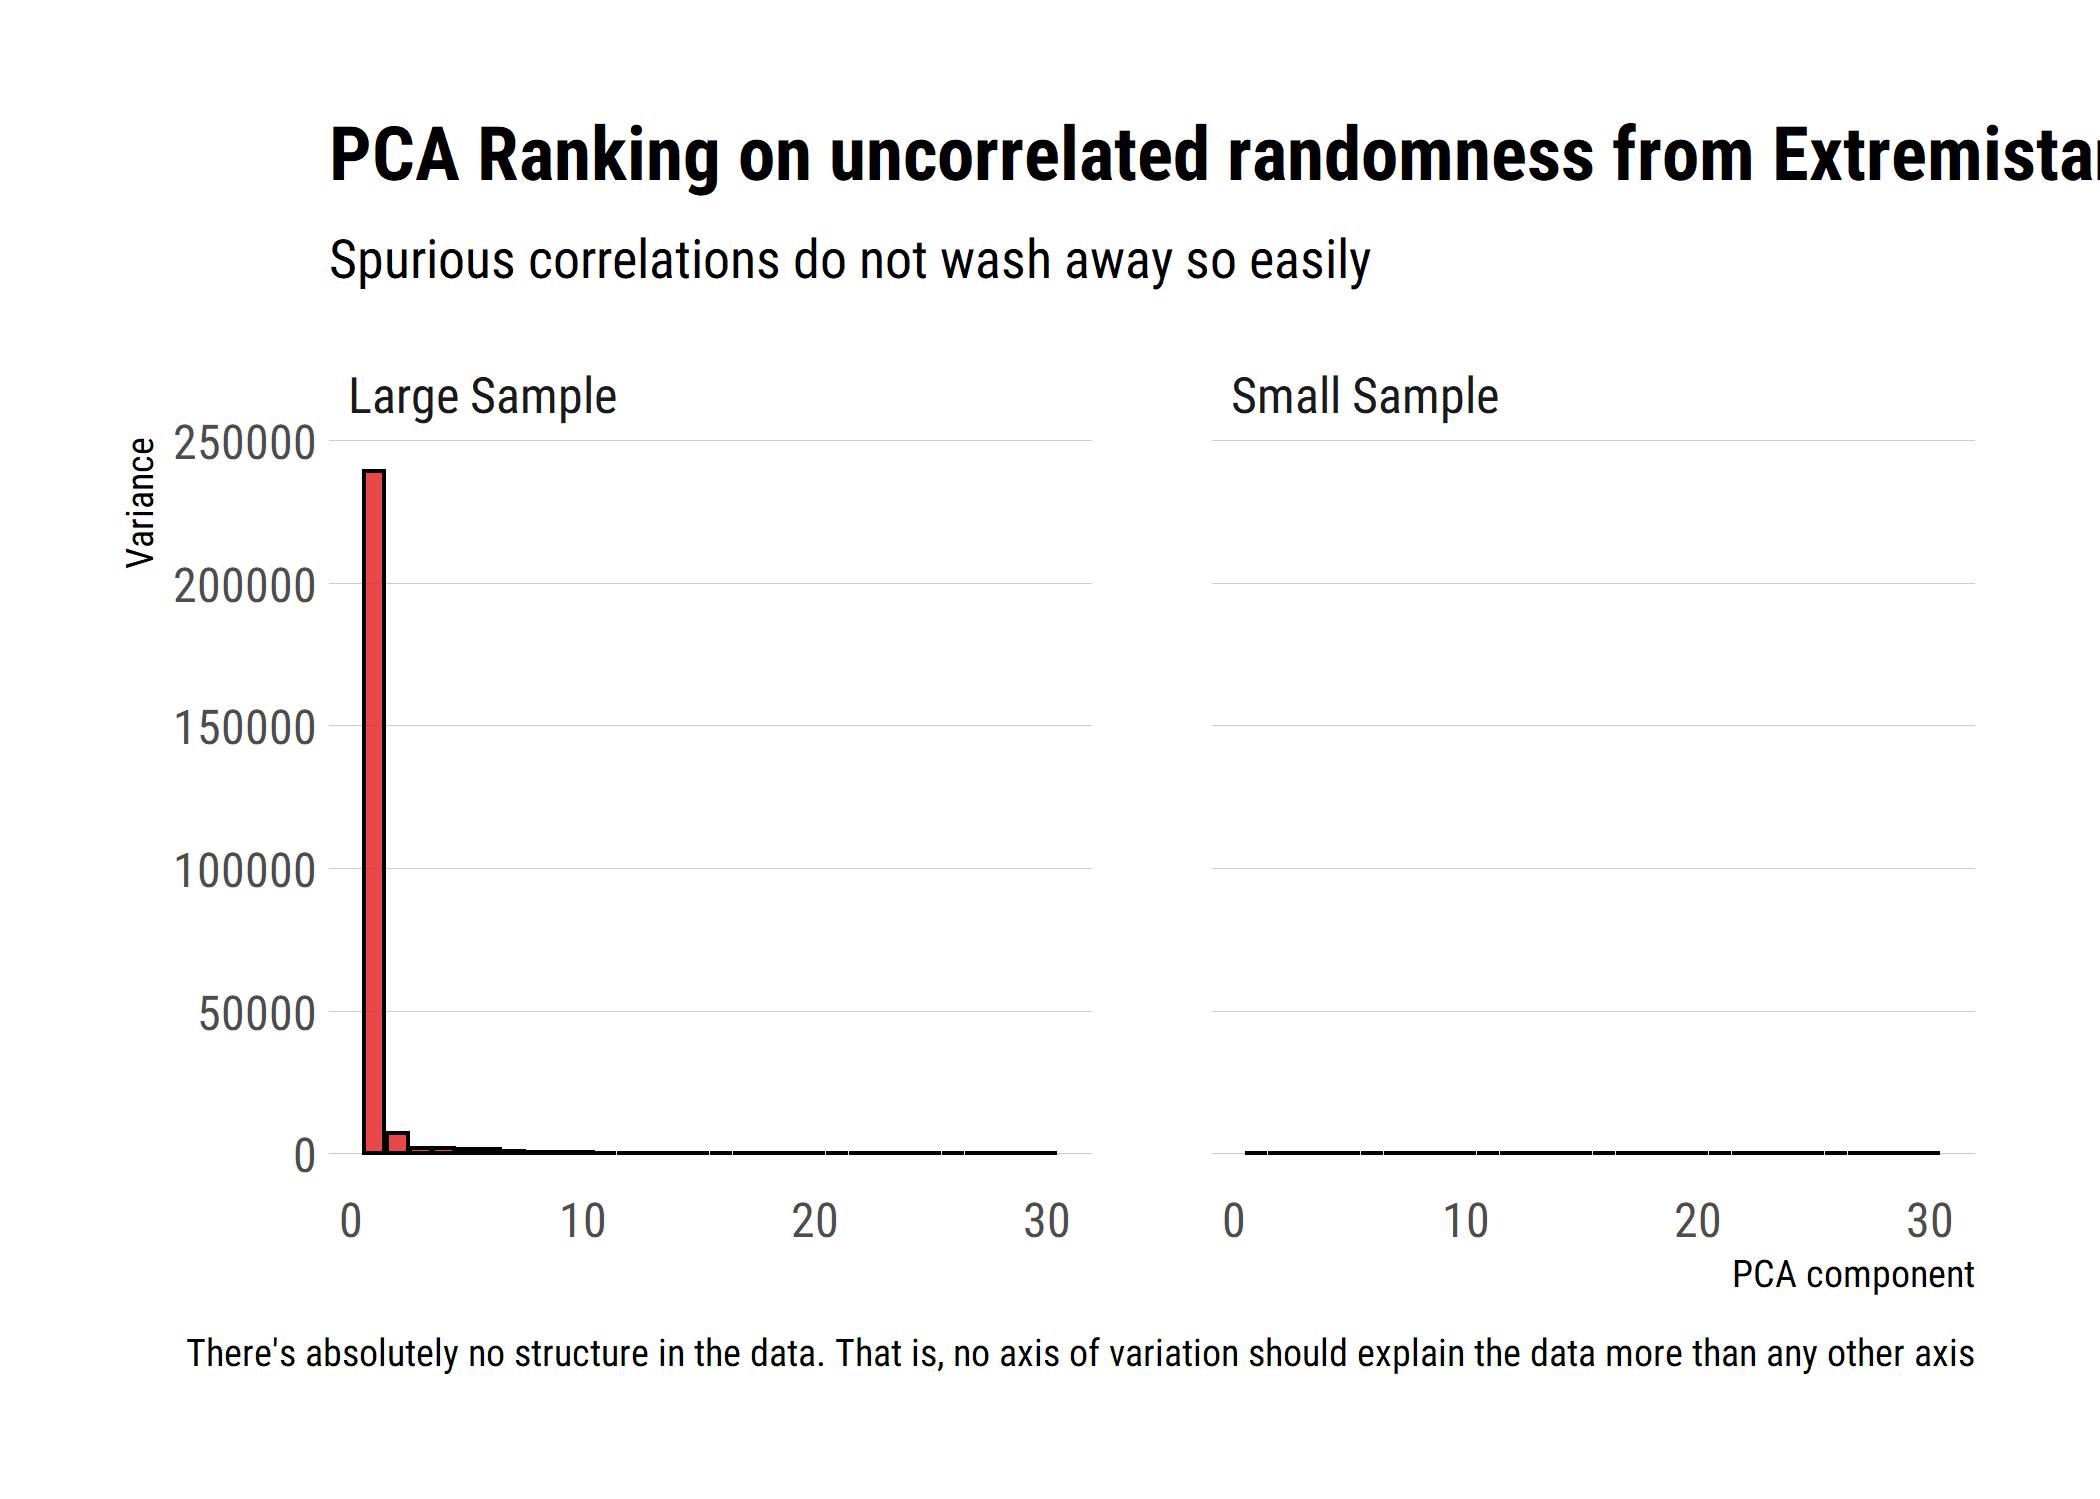 PCA Ranking on uncorrelated randomness from Extremista
Spurious correlations do not wash away so easily
Large Sample
Small Sample
Variance
250000
200000
150000
100000
50000
0
0 10 20 30
0 10 20 30
PCA component
There's absolutely no structure in the data. That is, no axis of variation should explain the data more than any other axis